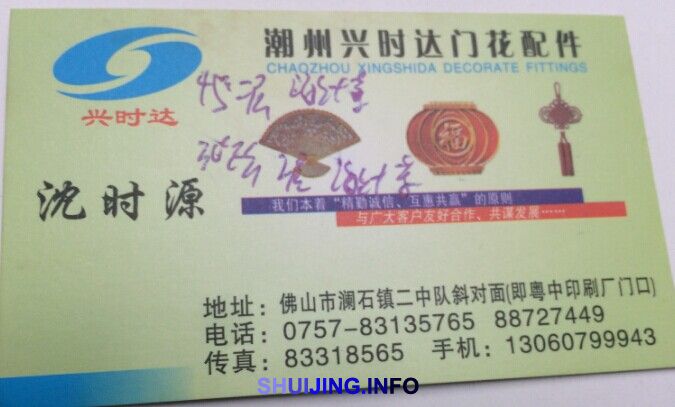 潮州兴时达门花配件
CHAOZHOU XINGSHIDA DECORATE FITTINGS
兴时达
福
沈时源
我们本着“精勤诚信、互惠共赢”的原则
与广大客户友好合作、共谋发展……
地址：佛山市澜石镇二中队斜对面(即粤中印刷厂门口)
电话：0757-83135765 88727449
传真：83318565 手机：13060799943
SHUIJING.INFO